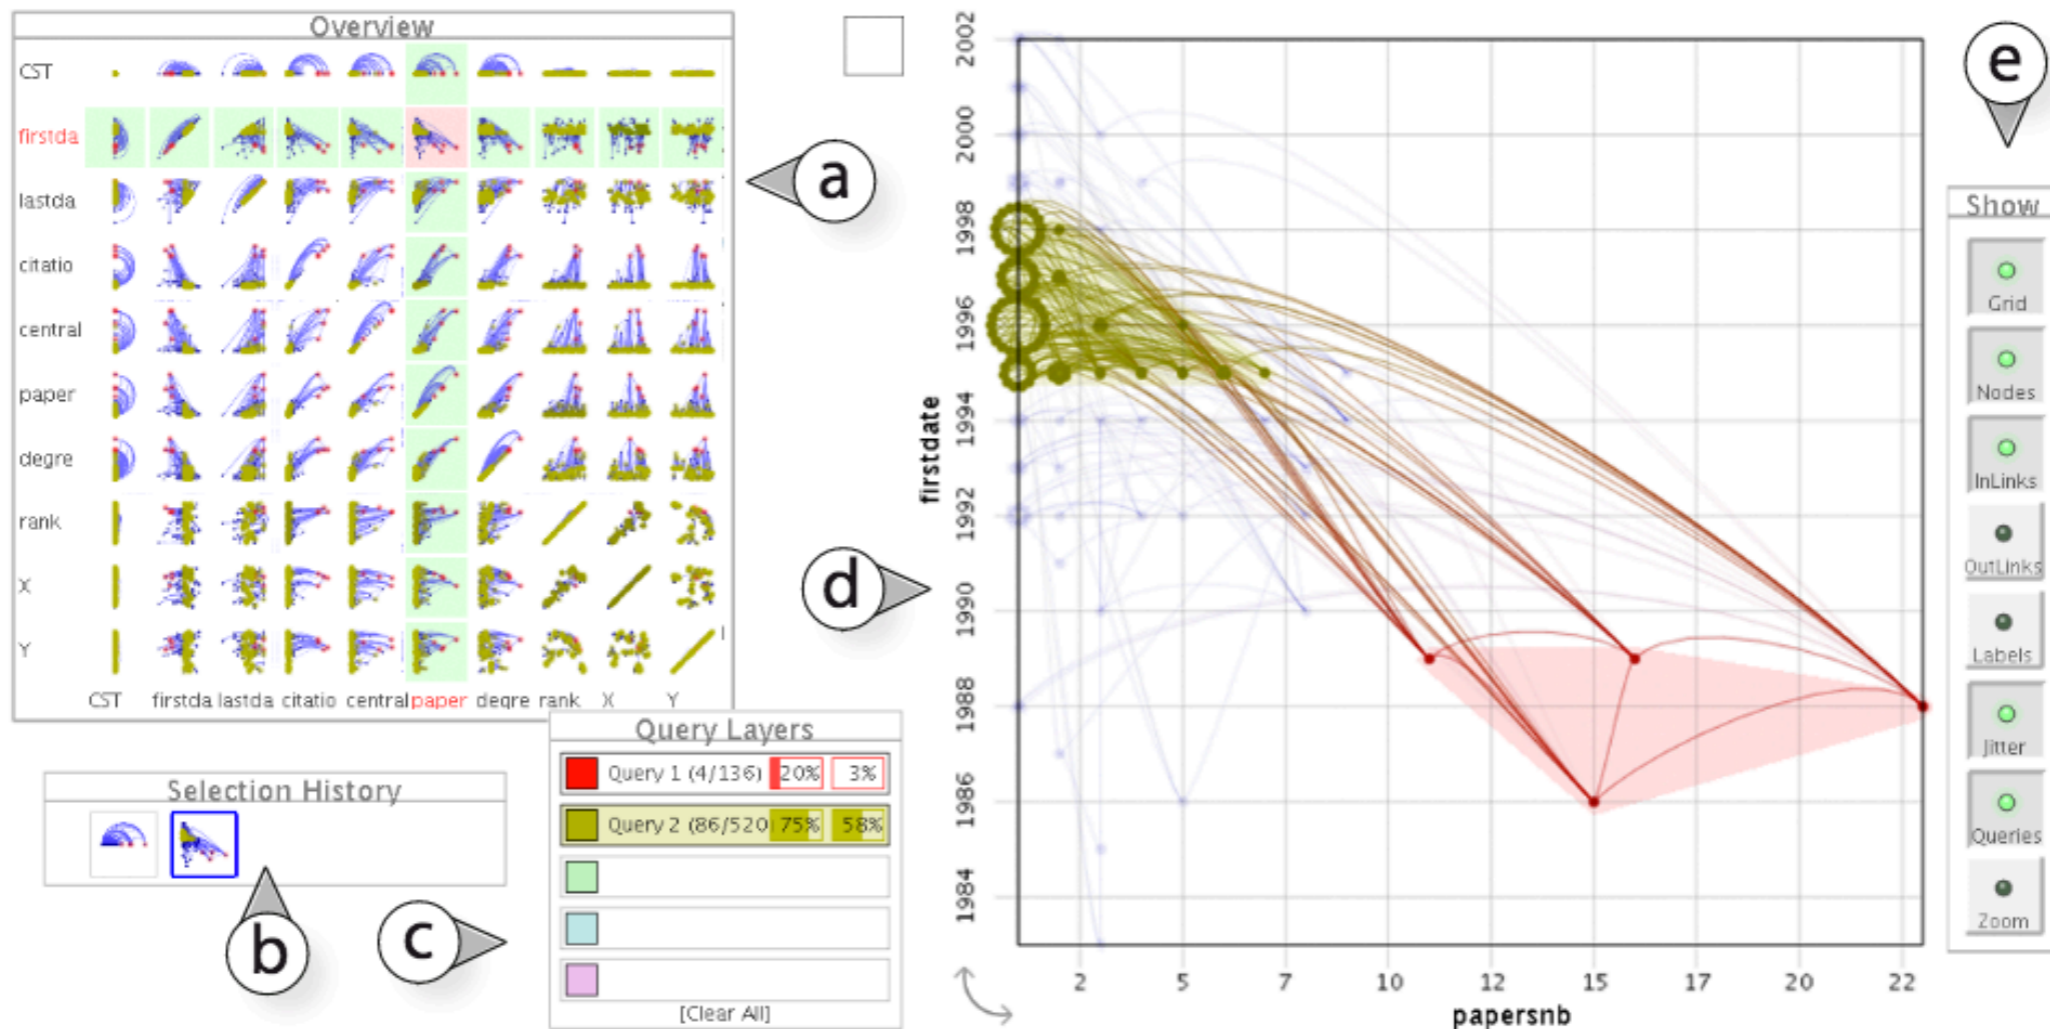 Overview
CST
firstda
lastda
citatio
central
paper
degre
rank
X
Y
CST firstda lastda citatio central paper degre rank X Y
a
Selection History
b
c
Query Layers
Query 1 (4/136) 20% 3%
Query 2 (86/520) 75% 58%
[Clear All]
d
firstdate
2002
2000
1998
1996
1994
1992
1990
1988
1986
1984
2 5 7 10 12 15 17 20 22
papersnb
e
Show
Grid
Nodes
InLinks
OutLinks
Labels
Jitter
Queries
Zoom